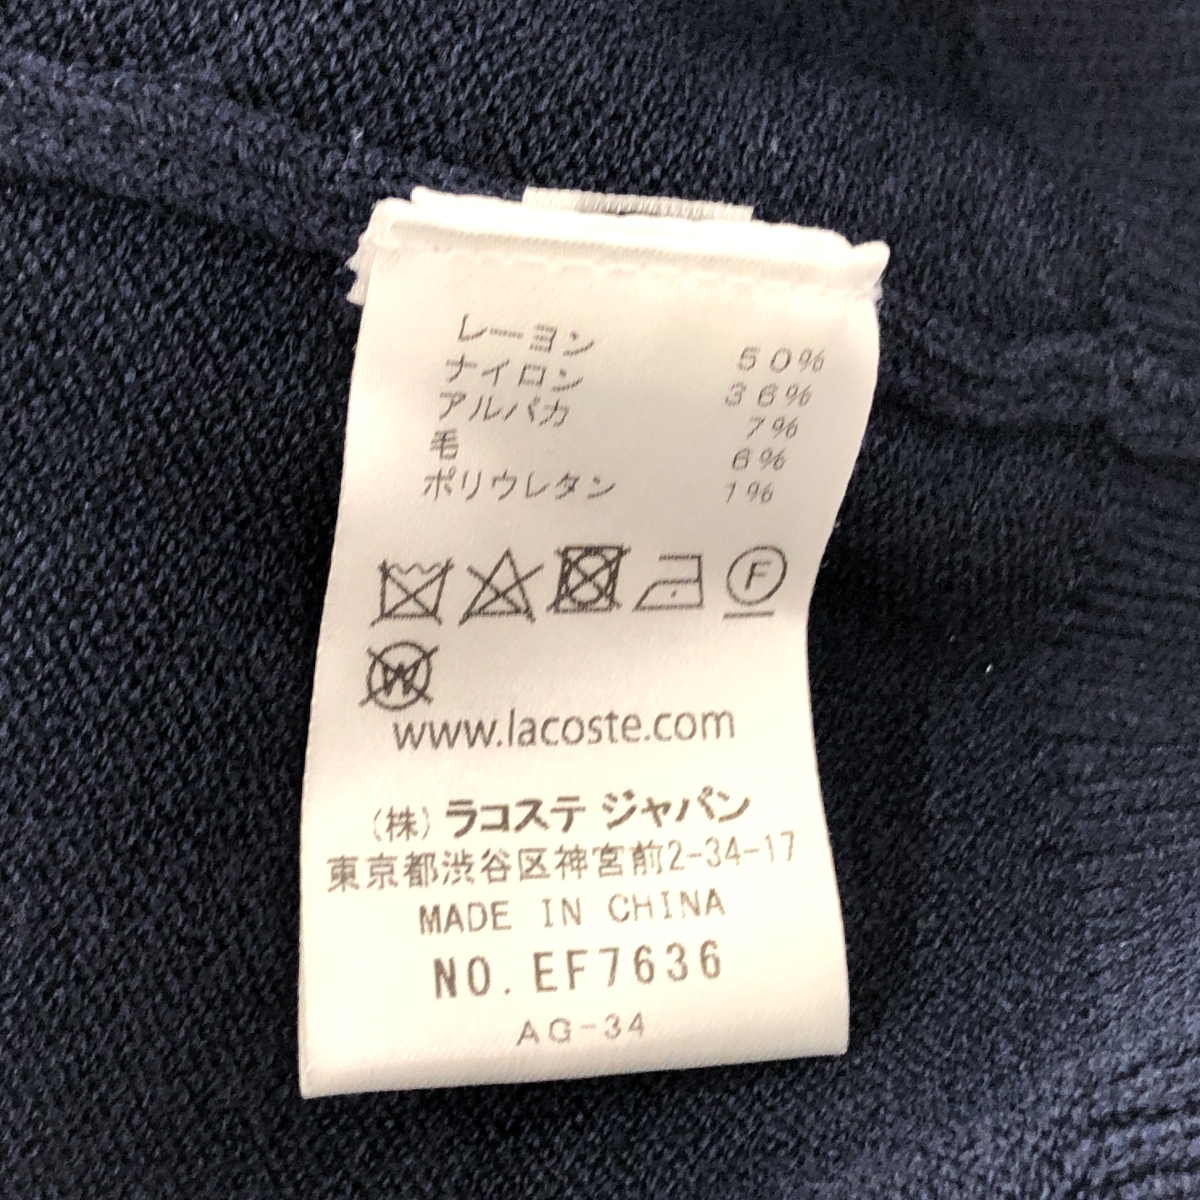 レーヨン 50%
ナイロン 36%
アルパカ 7%
毛 6%
ポリウレタン 1%
F
W
www.lacoste.com
(株) ラコステ ジャパン
東京都渋谷区神宮前2-34-17
MADE IN CHINA
NO. EF7636
AG-34